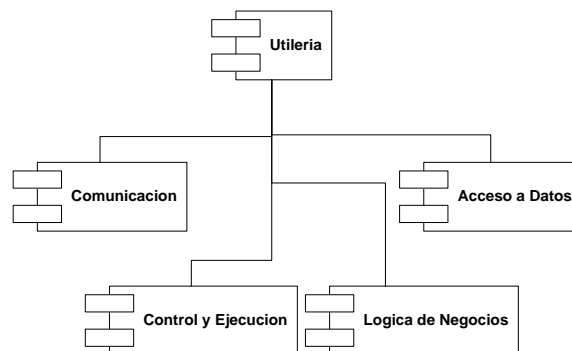 Utileria
Comunicacion
Acceso a Datos
Control y Ejecucion
Logica de Negocios